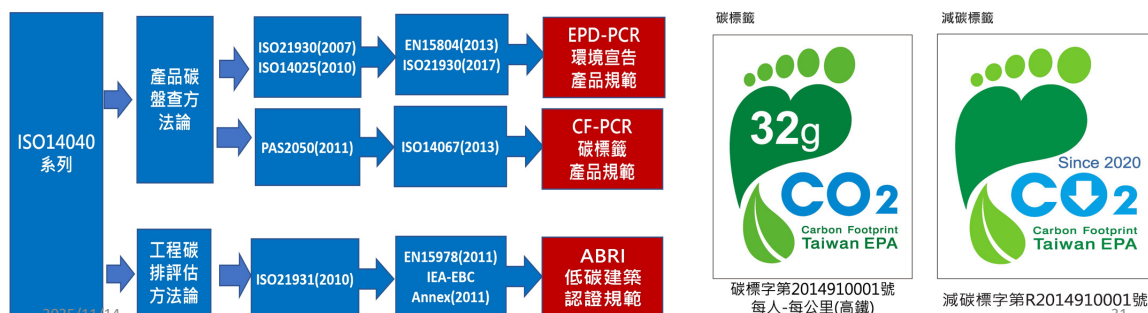 ISO14040
系列
產品碳
盤查方
法論
ISO21930(2007)
ISO14025(2010)
EN15804(2013)
ISO21930(2017)
EPD-PCR
環境宣告
產品規範
PAS2050(2011)
ISO14067(2013)
CF-PCR
碳標籤
產品規範
工程碳
排評估
方法論
ISO21931(2010)
EN15978(2011)
IEA-EBC
Annex(2011)
ABRI
低碳建築
認證規範
2025/11/14
碳標籤
32g
CO2
Carbon Footprint
Taiwan EPA
碳標字第2014910001號
每人-每公里(高鐵)
減碳標籤
Since 2020
CO2
Carbon Footprint
Taiwan EPA
減碳標字第R2014910001號
21